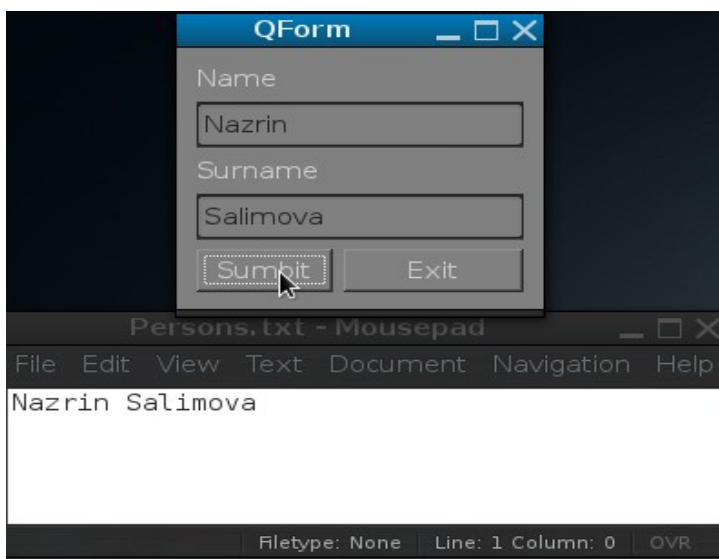 QForm
Name
Nazrin
Surname
Salimova
Sumbit Exit
Persons.txt - Mousepad
File Edit View Text Document Navigation Help
Nazrin Salimova
Filetype: None Line: 1 Column: 0 OVR